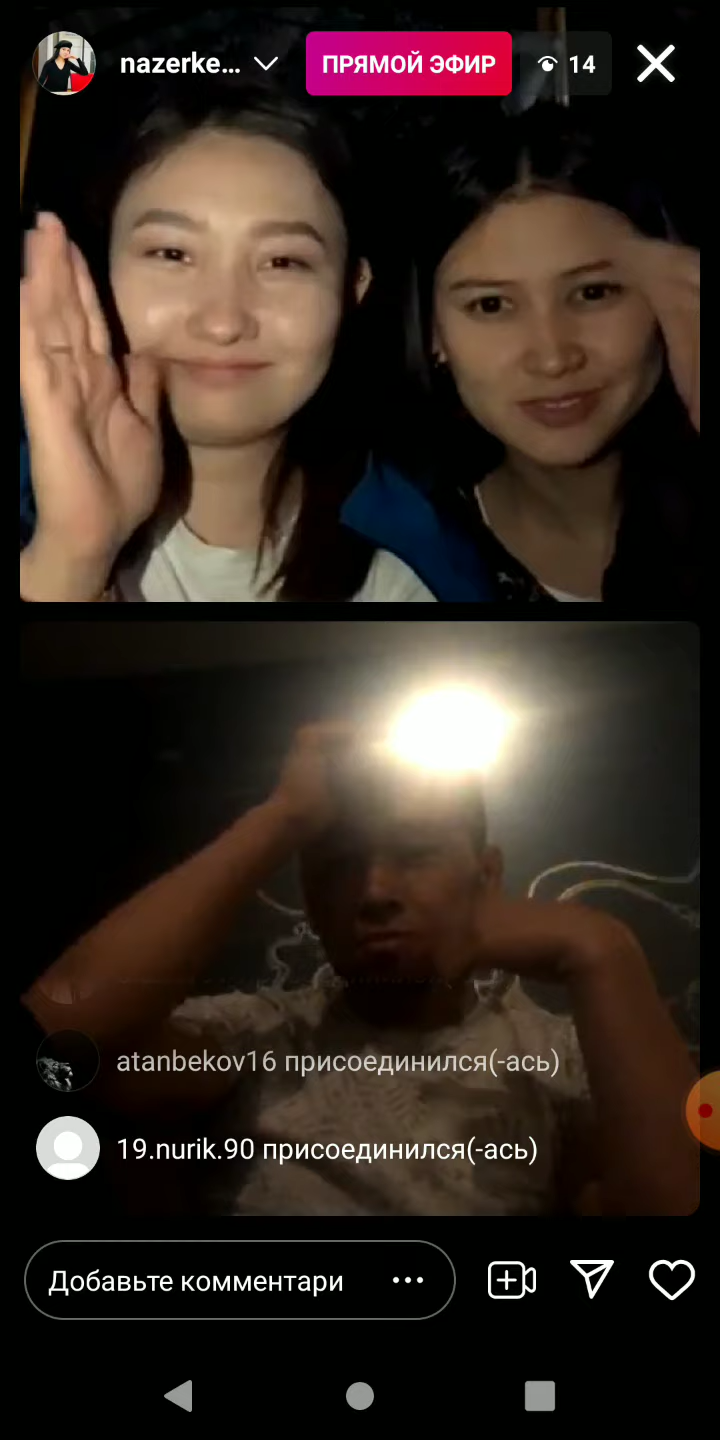 nazerke...
ПРЯМОЙ ЭФИР
14
atanbekov16 присоединился(-ась)
19.nurik.90 присоединился(-ась)
Добавьте комментари